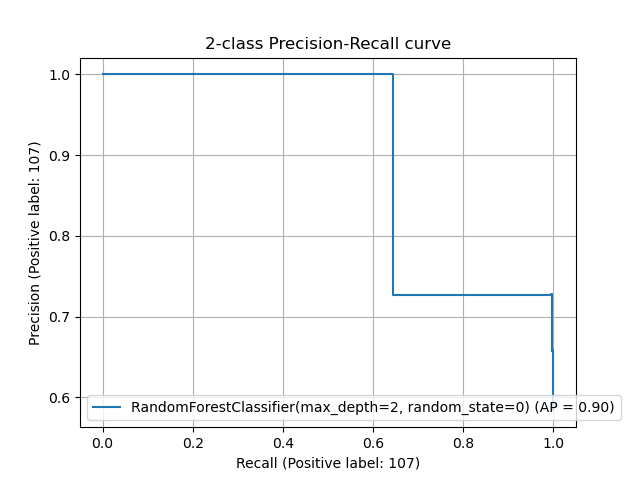 2-class Precision-Recall curve
Precision (Positive label: 107)
1.0
0.9
0.8
0.7
0.6
RandomForestClassifier(max_depth=2, random_state=0) (AP = 0.90)
0.0 0.2 0.4 0.6 0.8 1.0
Recall (Positive label: 107)